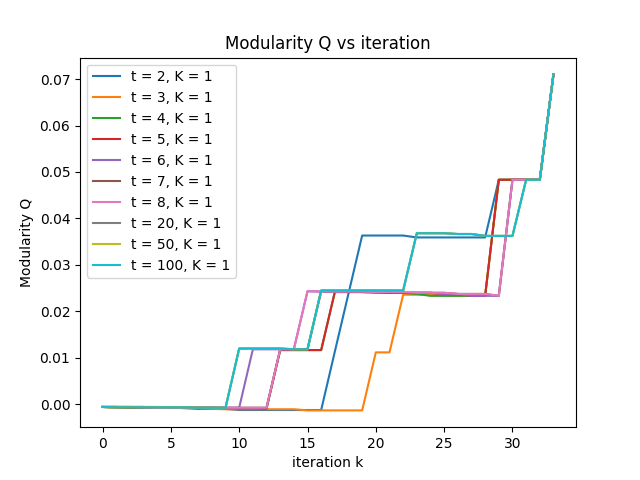 Modularity Q vs iteration
t = 2, K = 1
t = 3, K = 1
t = 4, K = 1
t = 5, K = 1
t = 6, K = 1
t = 7, K = 1
t = 8, K = 1
t = 20, K = 1
t = 50, K = 1
t = 100, K = 1
Modularity Q
0.07
0.06
0.05
0.04
0.03
0.02
0.01
0.00
0 5 10 15 20 25 30
iteration k